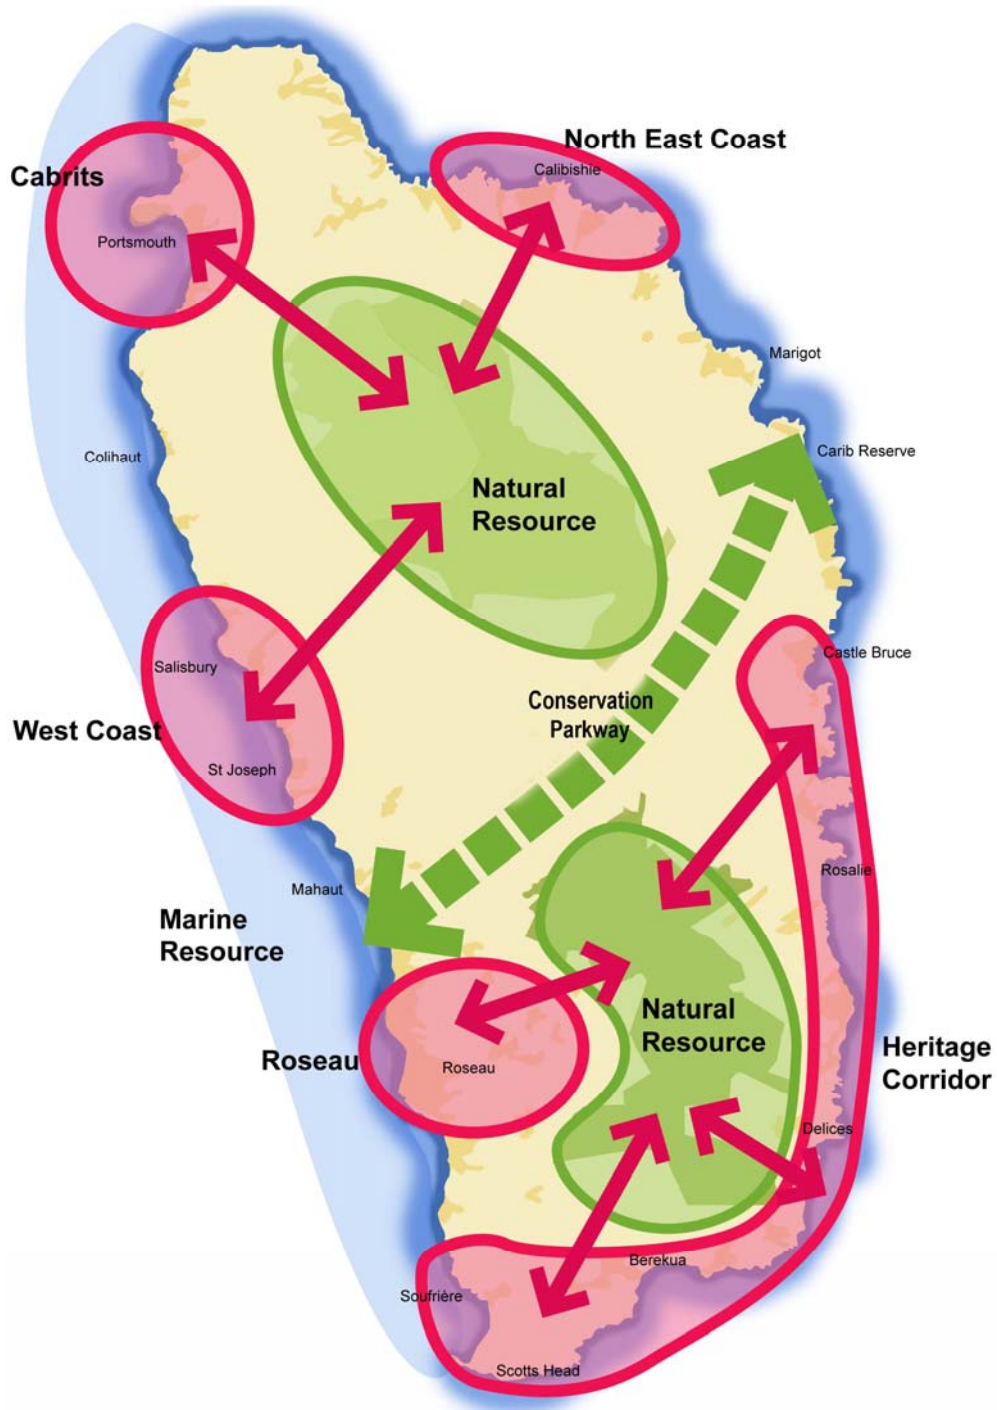 North East Coast
Calibishie
Cabrits
Portsmouth
Marigot
Carib Reserve
Colihaut
Natural
Resource
Castle Bruce
Salisbury
Conservation
Parkway
West Coast
St Joseph
Rosalie
Mahaut
Marine
Resource
Natural
Resource
Heritage
Corridor
Roseau
Roseau
Delices
Berekua
Soufrière
Scotts Head